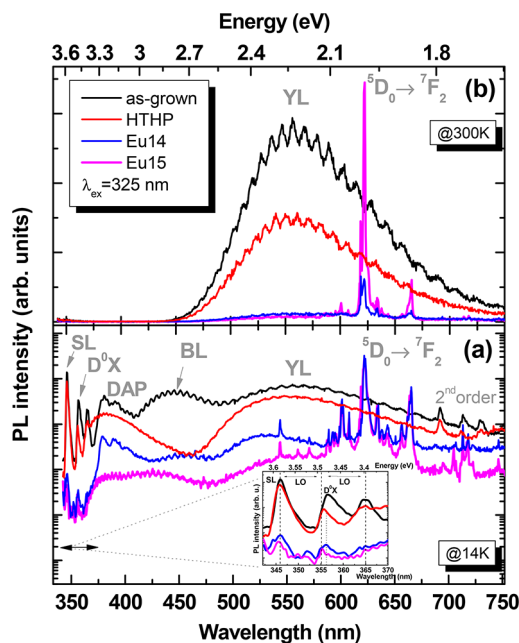 Energy (eV)
3.6 3.3 3 2.7 2.4 2.1 1.8
as-grown
HTHP
Eu14
Eu15
λex=325 nm
YL
⁵D₀→⁷F₂
(b)
@300K
PL intensity (arb. units)
SL
D⁰X
DAP
BL
YL
⁵D₀→⁷F₂
(a)
2nd order
Energy (eV)
3.6 3.55 3.5 3.45 3.4
SL LO LO
D⁰X
PL intensity (arb. u.)
345 350 355 360 365 370
Wavelength (nm)
@14K
350 400 450 500 550 600 650 700 750
Wavelength (nm)